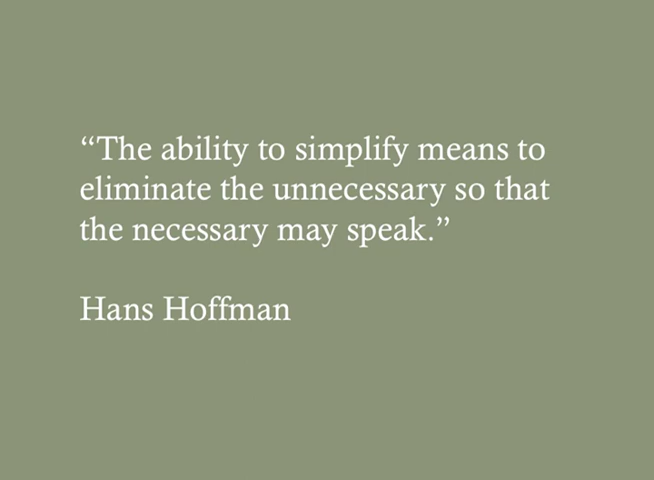 “The ability to simplify means to
eliminate the unnecessary so that
the necessary may speak.”
Hans Hoffman